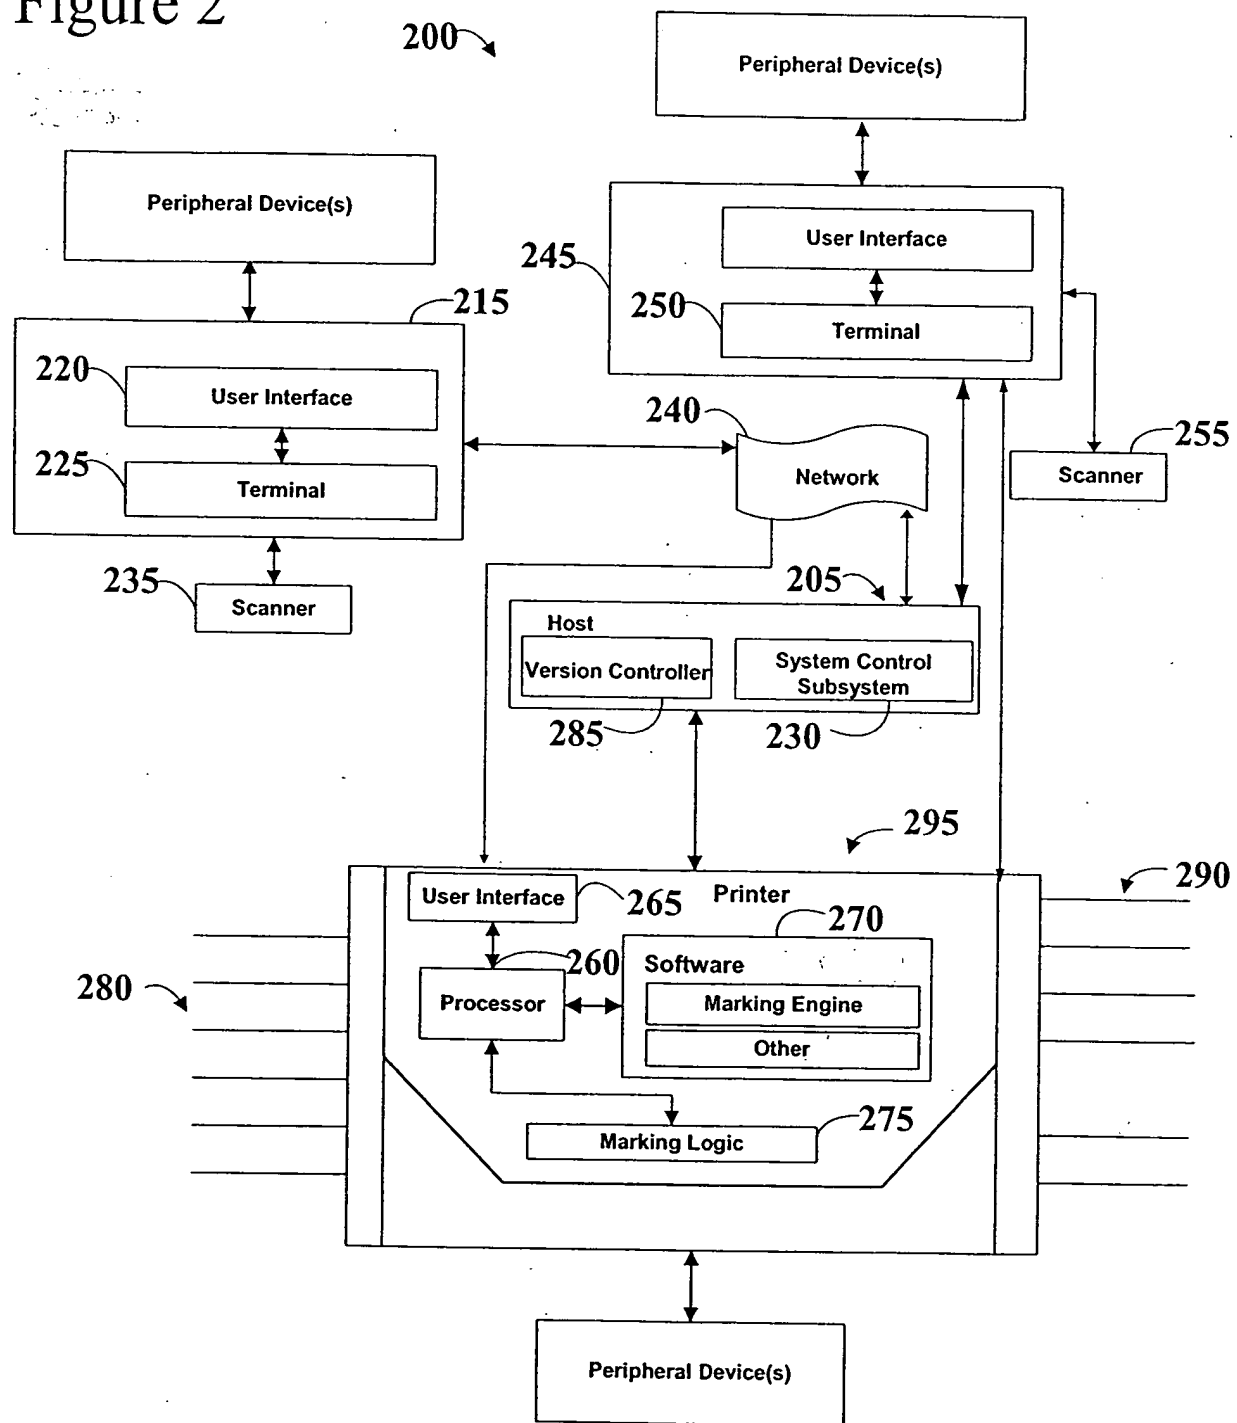 Figure 2
200
Peripheral Device(s)
Peripheral Device(s)
245
User Interface
250
Terminal
215
220
User Interface
225
Terminal
240
Network
255
Scanner
235
Scanner
205
Host
Version Controller
System Control
Subsystem
285
230
295
290
User Interface
265
Printer
270
260
Software
280
Processor
Marking Engine
Other
275
Marking Logic
Peripheral Device(s)